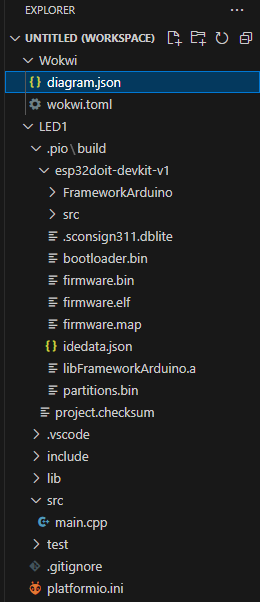 EXPLORER
UNTITLED (WORKSPACE)
Wokwi
diagram.json
wokwi.toml
LED1
.pio\build
esp32doit-devkit-v1
FrameworkArduino
src
.sconsign311.dblite
bootloader.bin
firmware.bin
firmware.elf
firmware.map
idedata.json
libFrameworkArduino.a
partitions.bin
project.checksum
.vscode
include
lib
src
main.cpp
test
.gitignore
platformio.ini